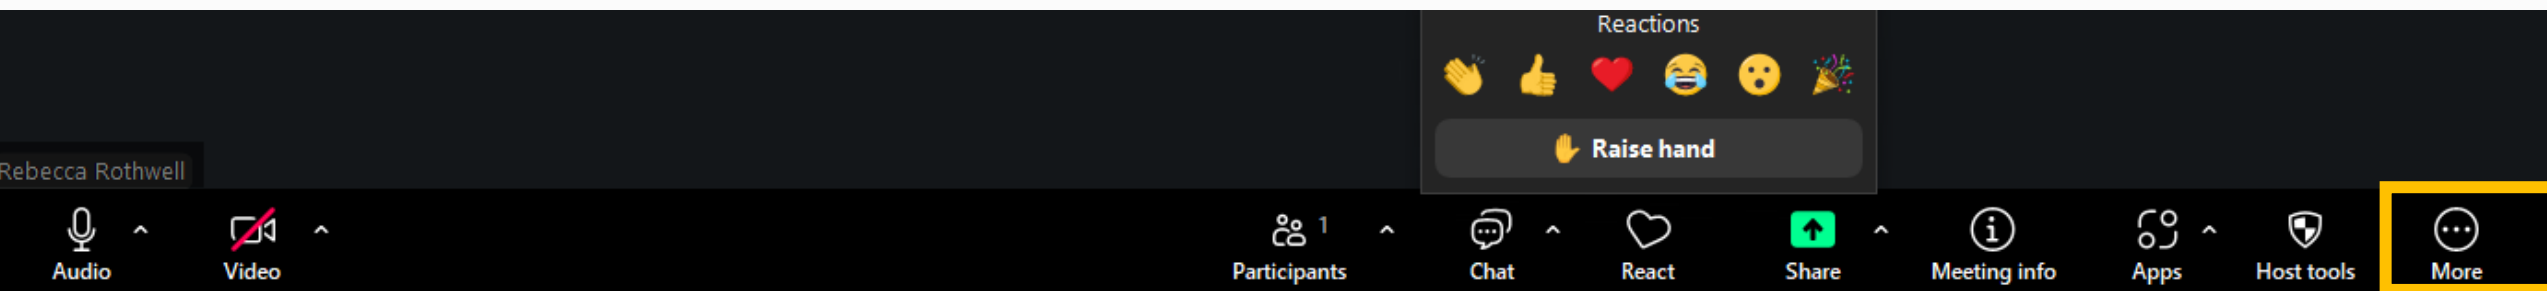 Reactions
Raise hand
Rebecca Rothwell
Audio
Video
Participants
1
Chat
React
Share
Meeting info
Apps
Host tools
More